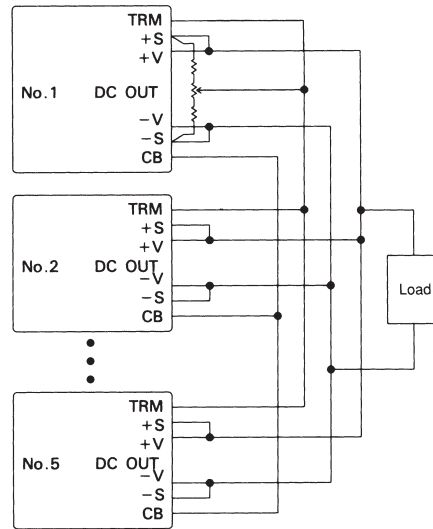 TRM
+S
+V
No.1 DC OUT
−V
−S
CB
TRM
+S
+V
No.2 DC OUT
−V
−S
CB
Load
TRM
+S
+V
No.5 DC OUT
−V
−S
CB